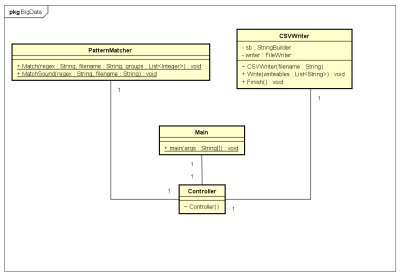 pkg BigData
PatternMatcher
+ Match(regex : String, filename : String, groups : List<Integer>) : void
+ MatchSound(regex : String, filename : String) : void
CSVWriter
- sb : StringBuilder
- writer : FileWriter
~ CSVWriter(filename : String)
+ Write(writeables : List<String>) : void
+ Finish() : void
1
1
Main
+ main(args : String[]) : void
1
1
1
Controller
1
~ Controller()